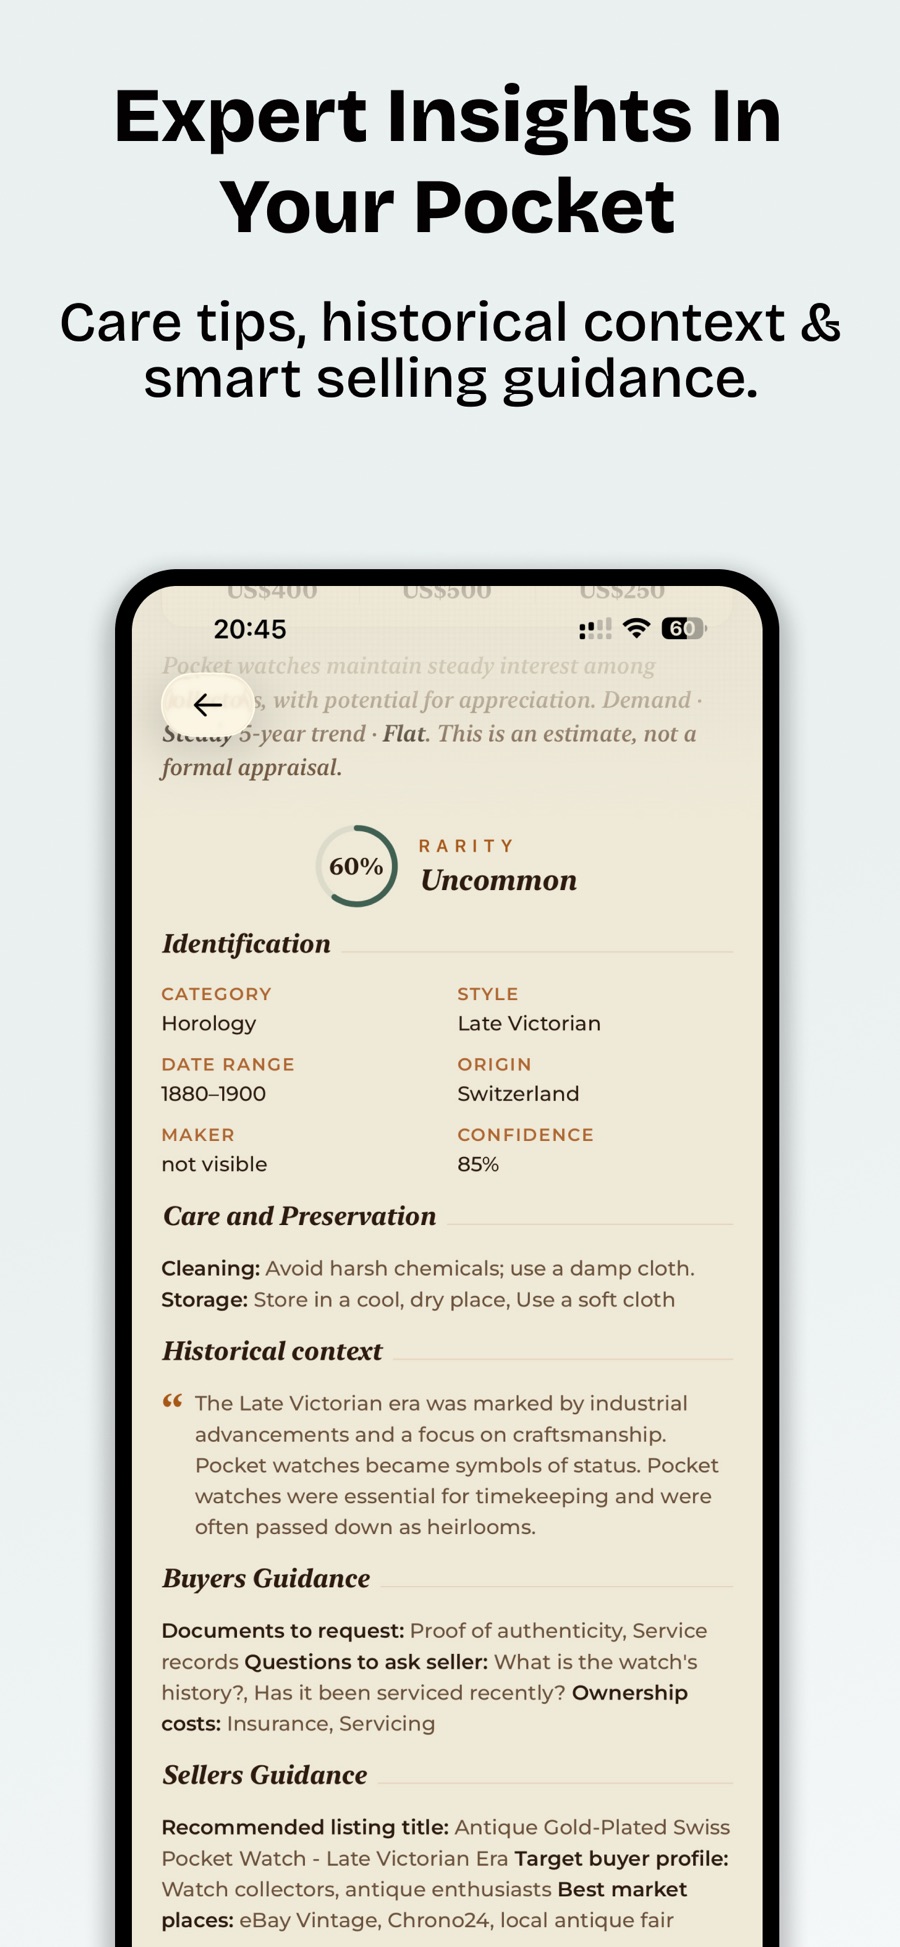 Expert Insights In
Your Pocket
Care tips, historical context &
smart selling guidance.
US$400 US$500 US$250
20:45 60
Pocket watches maintain steady interest among
s, with potential for appreciation. Demand ·
Steady 5-year trend · Flat. This is an estimate, not a
formal appraisal.
60%
RARITY
Uncommon
Identification
CATEGORY STYLE
Horology Late Victorian
DATE RANGE ORIGIN
1880–1900 Switzerland
MAKER CONFIDENCE
not visible 85%
Care and Preservation
Cleaning: Avoid harsh chemicals; use a damp cloth.
Storage: Store in a cool, dry place, Use a soft cloth
Historical context
“ The Late Victorian era was marked by industrial
advancements and a focus on craftsmanship.
Pocket watches became symbols of status. Pocket
watches were essential for timekeeping and were
often passed down as heirlooms.
Buyers Guidance
Documents to request: Proof of authenticity, Service
records Questions to ask seller: What is the watch's
history?, Has it been serviced recently? Ownership
costs: Insurance, Servicing
Sellers Guidance
Recommended listing title: Antique Gold-Plated Swiss
Pocket Watch - Late Victorian Era Target buyer profile:
Watch collectors, antique enthusiasts Best market
places: eBay Vintage, Chrono24, local antique fair